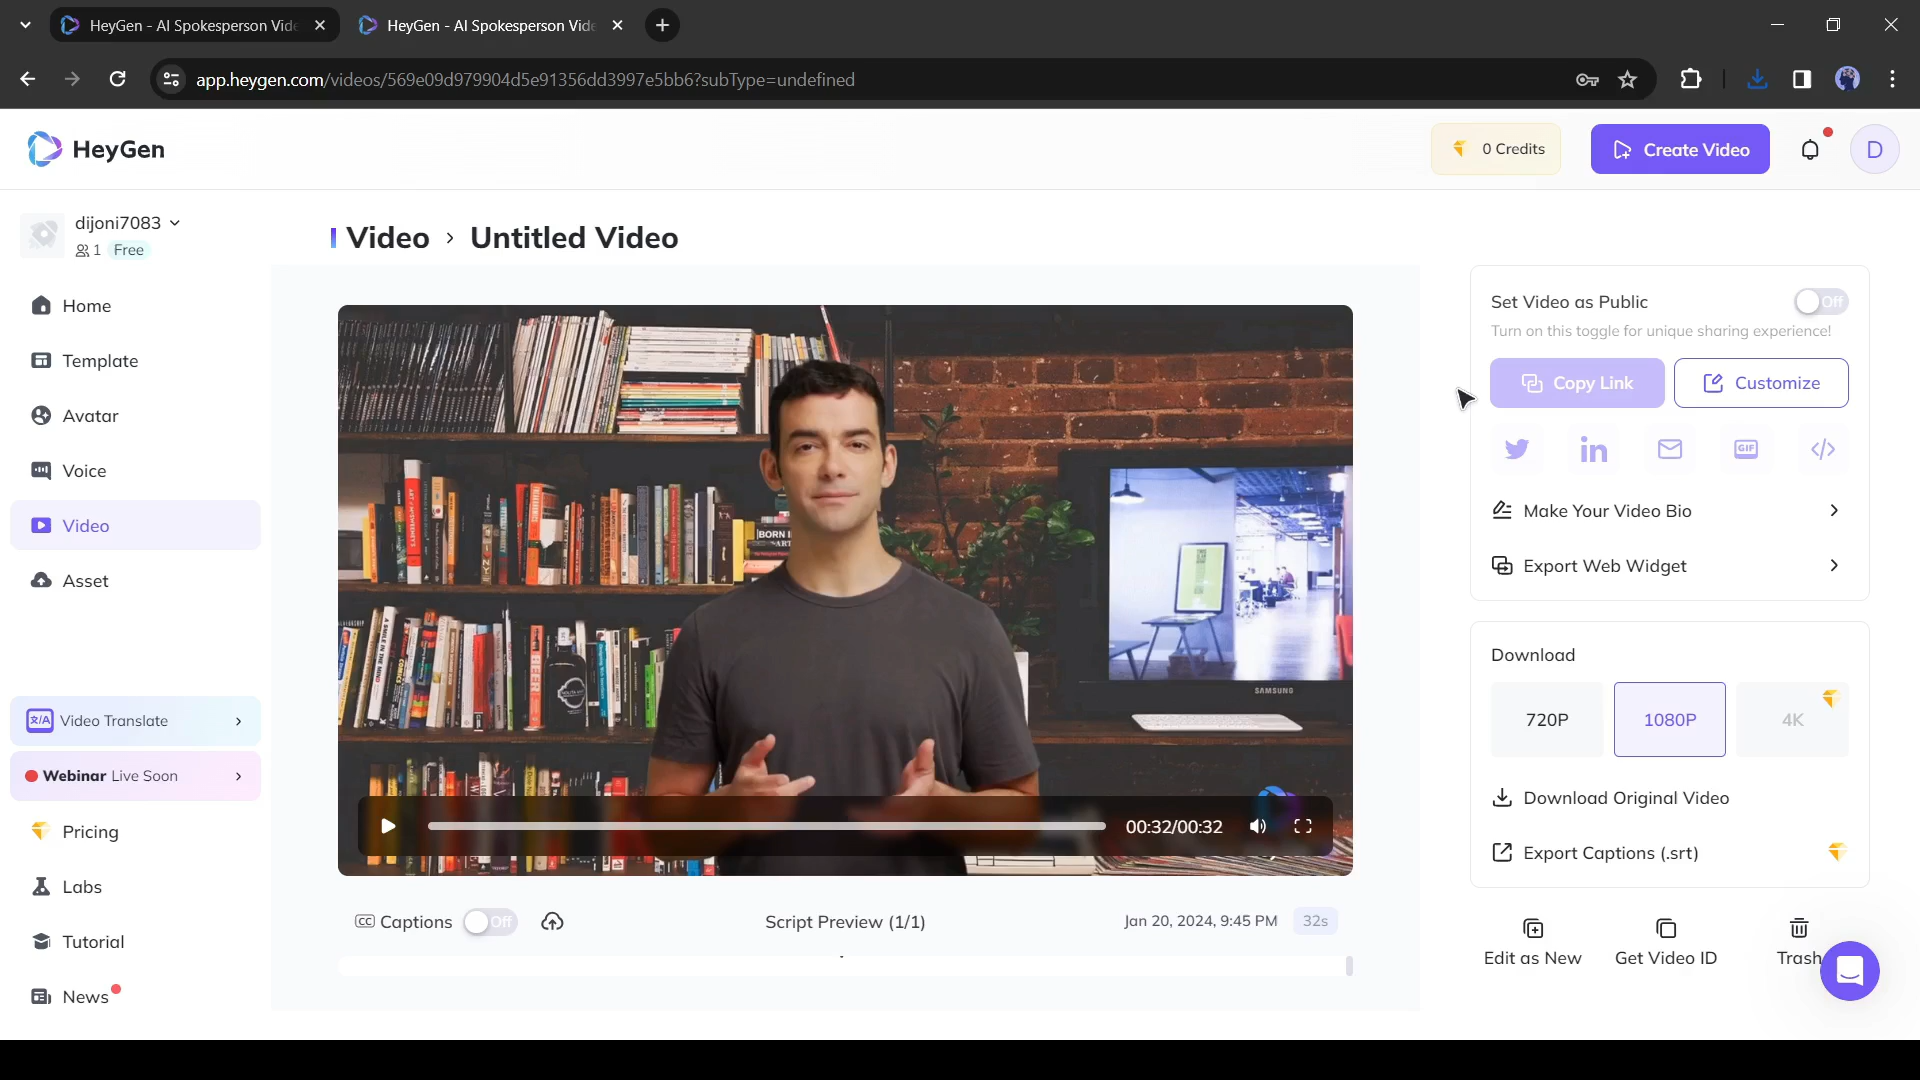 HeyGen - AI Spokesperson Vide
HeyGen - AI Spokesperson Vide
app.heygen.com/videos/569e09d979904d5e91356dd3997e5bb6?subType=undefined
HeyGen
0 Credits
Create Video
D
dijoni7083
1 Free
Home
Template
Avatar
Voice
Video
Asset
Video Translate
Webinar Live Soon
Pricing
Labs
Tutorial
News
Video › Untitled Video
BORN
SAMSUNG
00:32/00:32
CC Captions Off
Script Preview (1/1)
Jan 20, 2024, 9:45 PM 32s
Set Video as Public Off
Turn on this toggle for unique sharing experience!
Copy Link
Customize
in
GIF
Make Your Video Bio
Export Web Widget
Download
720P
1080P
4K
Download Original Video
Export Captions (.srt)
Edit as New
Get Video ID
Trash